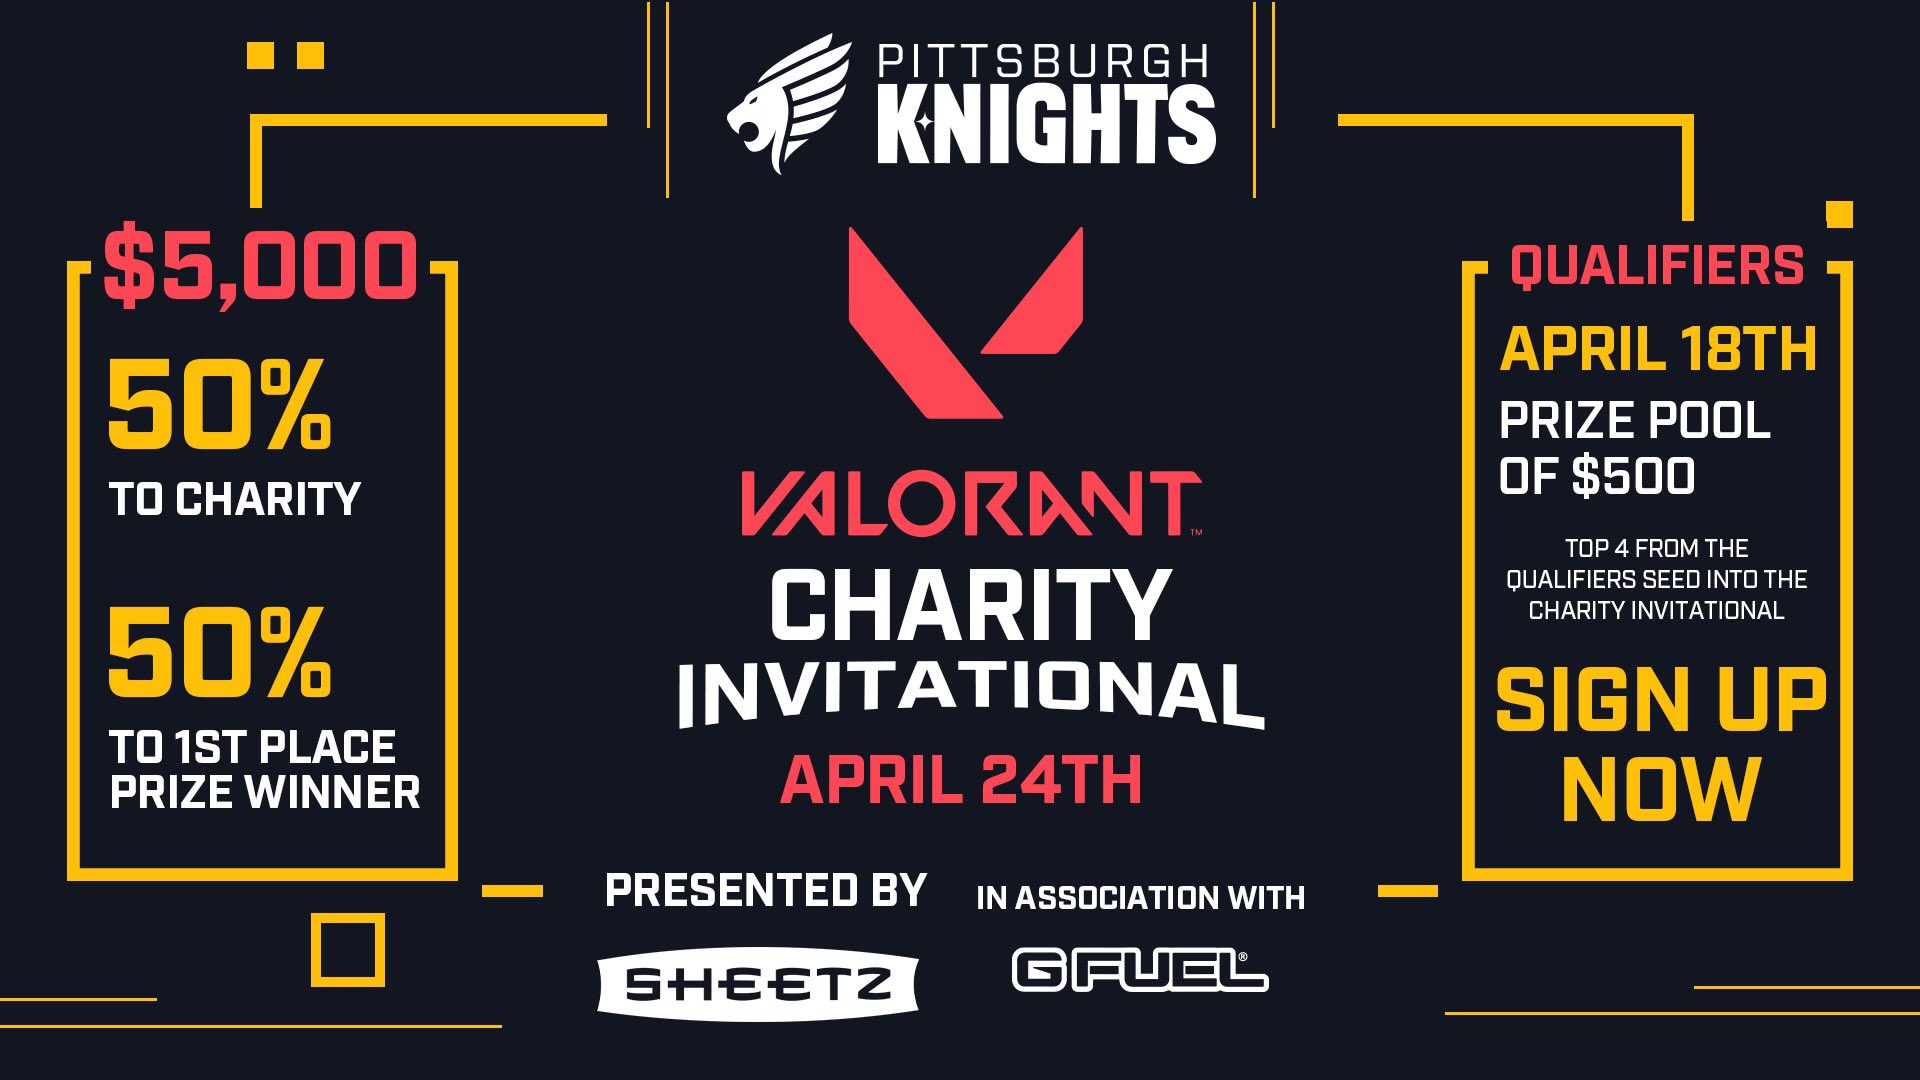 PITTSBURGH
KNIGHTS
$5,000
50%
TO CHARITY
50%
TO 1ST PLACE
PRIZE WINNER
VALORANT™
CHARITY
INVITATIONAL
APRIL 24TH
PRESENTED BY
SHEETZ
IN ASSOCIATION WITH
G FUEL®
QUALIFIERS
APRIL 18TH
PRIZE POOL
OF $500
TOP 4 FROM THE
QUALIFIERS SEED INTO THE
CHARITY INVITATIONAL
SIGN UP
NOW